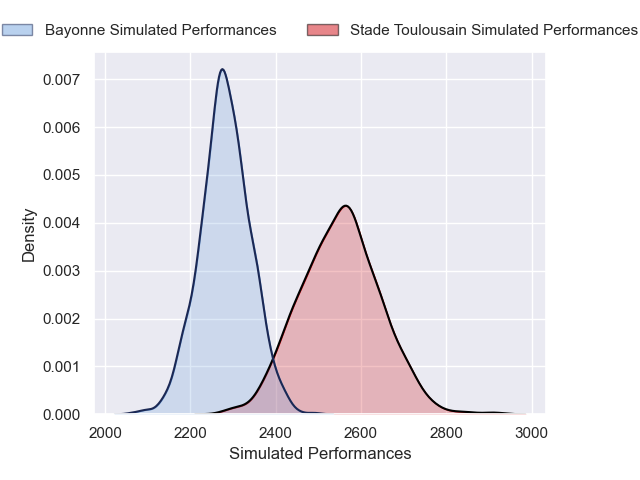 Bayonne Simulated Performances
Stade Toulousain Simulated Performances
0.007
0.006
0.005
0.004
0.003
0.002
0.001
0.000
Density
2000 2200 2400 2600 2800 3000
Simulated Performances